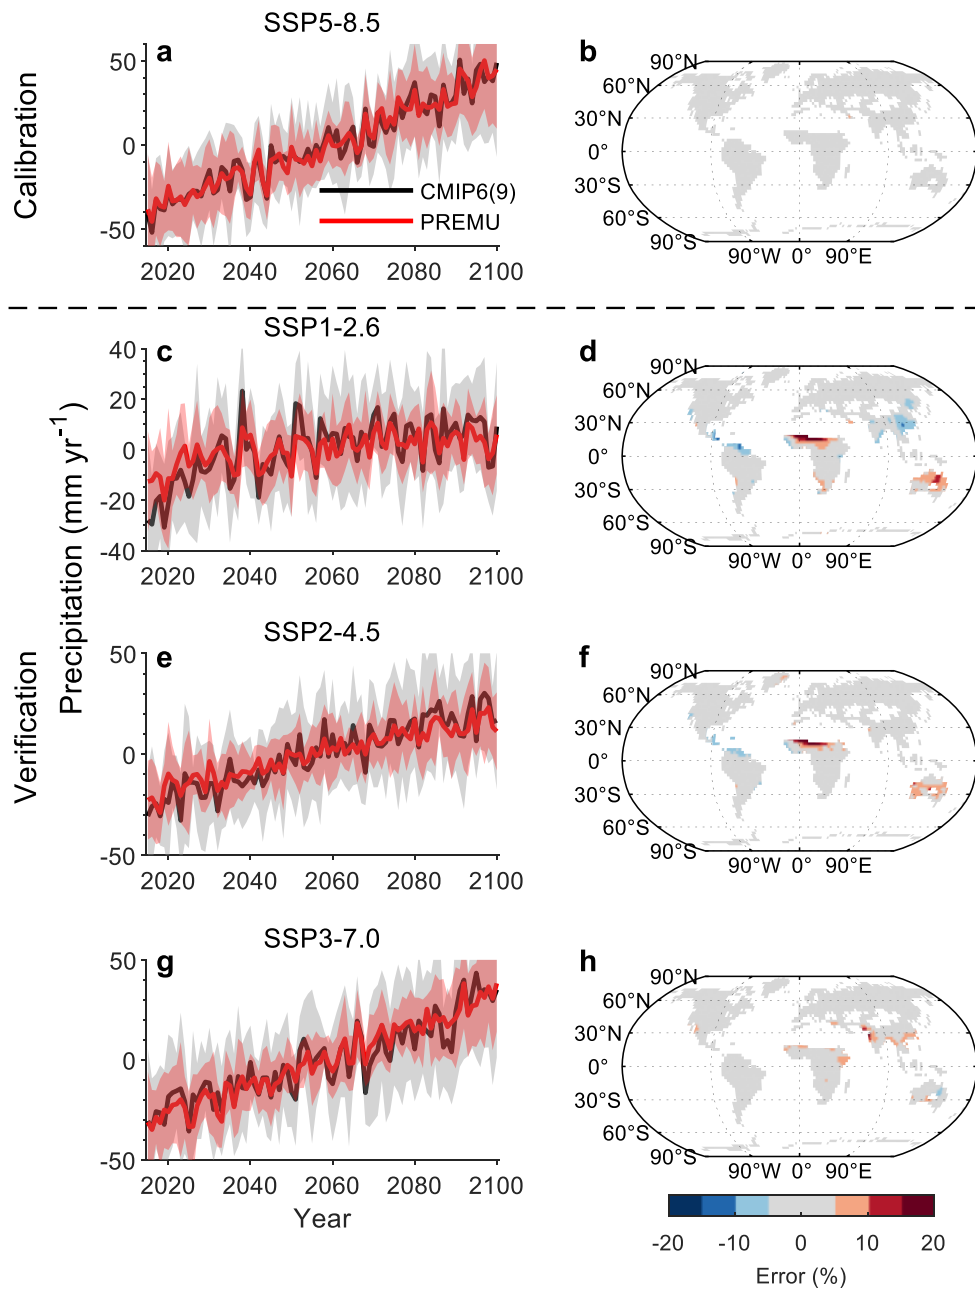 SSP5-8.5
Calibration
a
50
0
-50
CMIP6(9)
PREMU
2020 2040 2060 2080 2100
b
90°N
60°N
30°N
0°
30°S
60°S
90°S
90°W 0° 90°E
SSP1-2.6
Precipitation (mm yr-1)
Verification
c
40
20
0
-20
-40
2020 2040 2060 2080 2100
d
90°N
60°N
30°N
0°
30°S
60°S
90°S
90°W 0° 90°E
SSP2-4.5
e
50
0
-50
2020 2040 2060 2080 2100
f
90°N
60°N
30°N
0°
30°S
60°S
90°S
90°W 0° 90°E
SSP3-7.0
g
50
0
-50
2020 2040 2060 2080 2100
Year
h
90°N
60°N
30°N
0°
30°S
60°S
90°S
90°W 0° 90°E
-20 -10 0 10 20
Error (%)